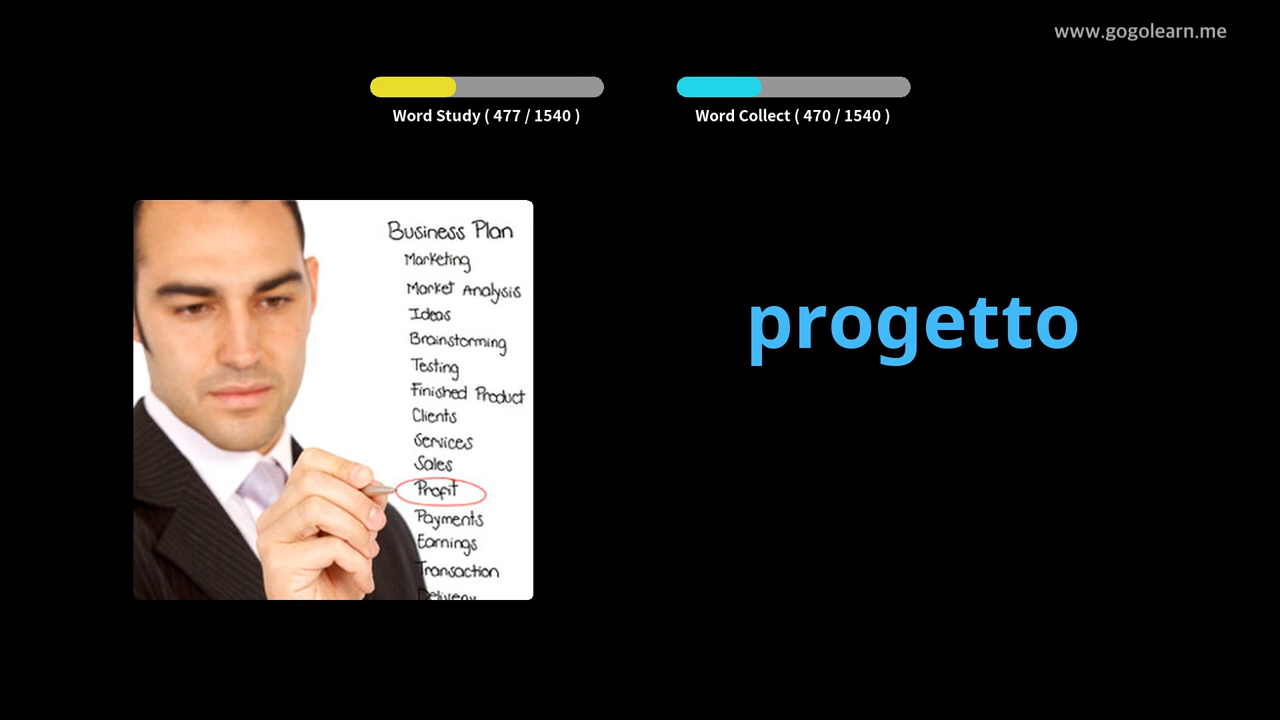 www.gogolearn.me
Word Study ( 477 / 1540 )
Word Collect ( 470 / 1540 )
Business Plan
Marketing
Market Analysis
Ideas
Brainstorming
Testing
Finished Product
Clients
Services
Sales
Profit
Payments
Earnings
Transaction
Delivery
progetto